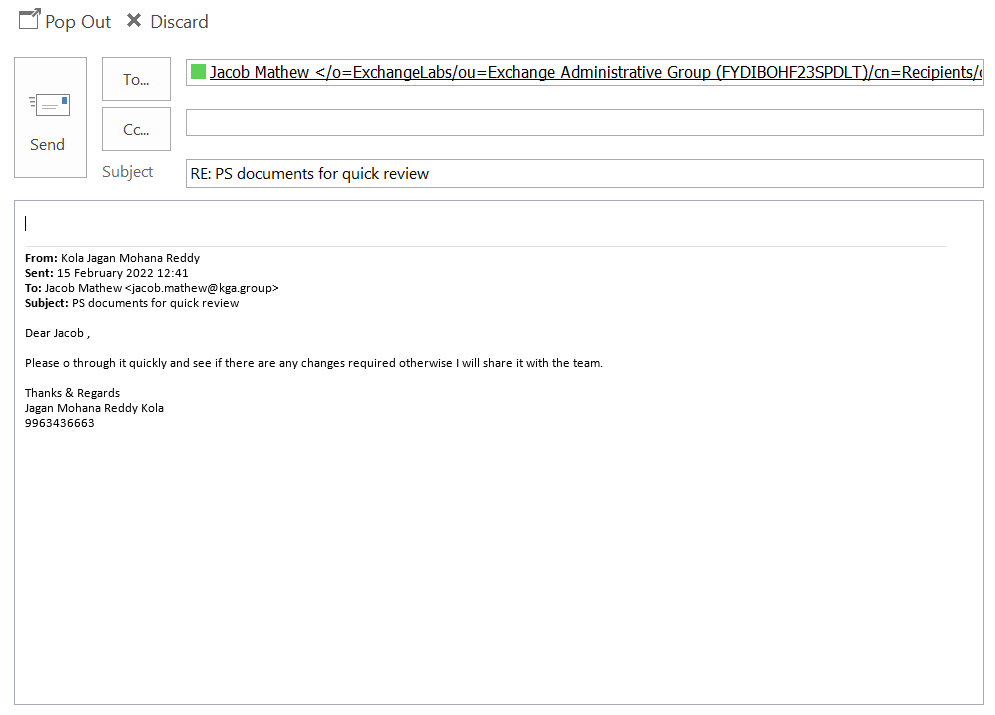 Pop Out Discard
Send
To...
Jacob Mathew </o=ExchangeLabs/ou=Exchange Administrative Group (FYDIBOHF23SPDLT)/cn=Recipients/
Cc...
Subject
RE: PS documents for quick review
From: Kola Jagan Mohana Reddy
Sent: 15 February 2022 12:41
To: Jacob Mathew <jacob.mathew@kga.group>
Subject: PS documents for quick review
Dear Jacob ,
Please o through it quickly and see if there are any changes required otherwise I will share it with the team.
Thanks & Regards
Jagan Mohana Reddy Kola
9963436663